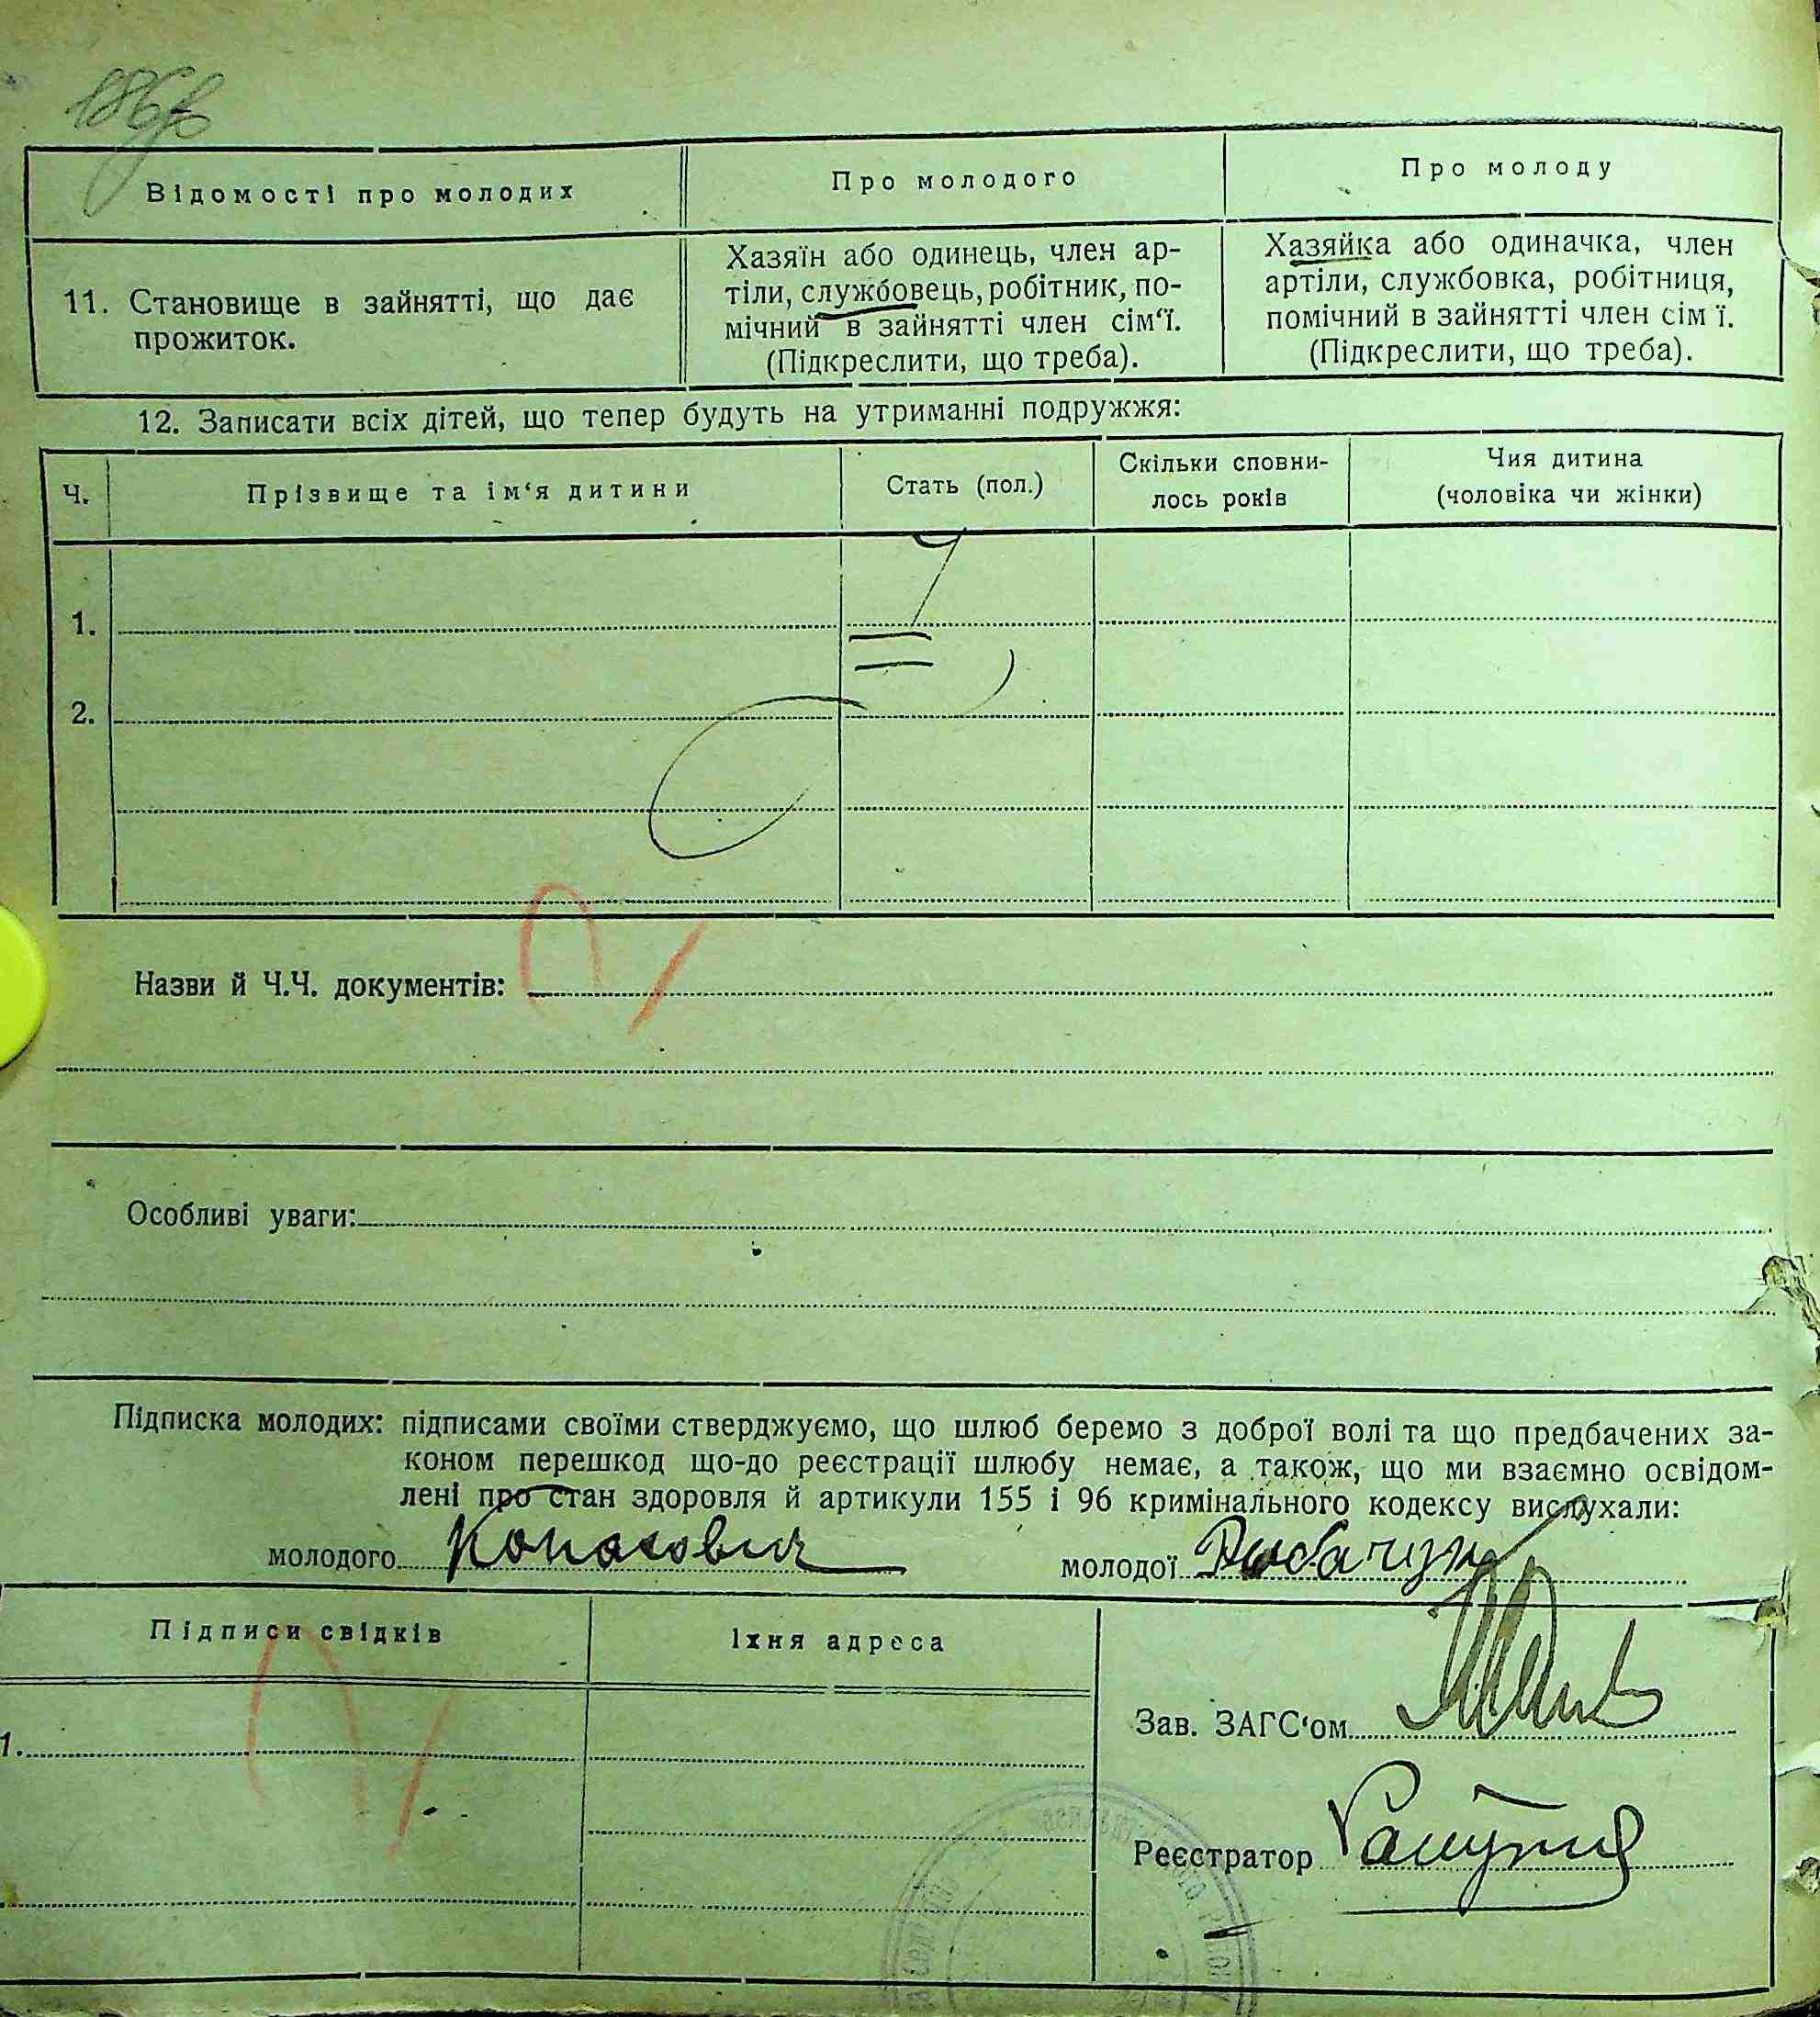 186 зв
Відомості про молодих
Про молодого
Про молоду
11. Становище в зайнятті, що дає
прожиток.
Хазяїн або одинець, член ар-
тіли, службовець, робітник, по-
мічний в зайнятті член сім‘ї.
(Підкреслити, що треба).
Хазяйка або одиначка, член
артіли, службовка, робітниця,
помічний в зайнятті член сім ї.
(Підкреслити, що треба).
12. Записати всіх дітей, що тепер будуть на утриманні подружжя:
Ч.
Прізвище та ім‘я дитини
Стать (пол.)
Скільки сповни-
лось років
Чия дитина
(чоловіка чи жінки)
1.
2.
Назви й Ч.Ч. документів:
Особливі уваги:
Підписка молодих: підписами своїми стверджуємо, що шлюб беремо з доброї волі та що предбачених за-
коном перешкод що-до реєстрації шлюбу немає, а також, що ми взаємно освідом-
лені про стан здоровля й артикули 155 і 96 кримінального кодексу вислухали:
молодого
молодої Рыбачук
Підписи свідків
Їхня адреса
1.
Зав. ЗАГС‘ом
Реєстратор